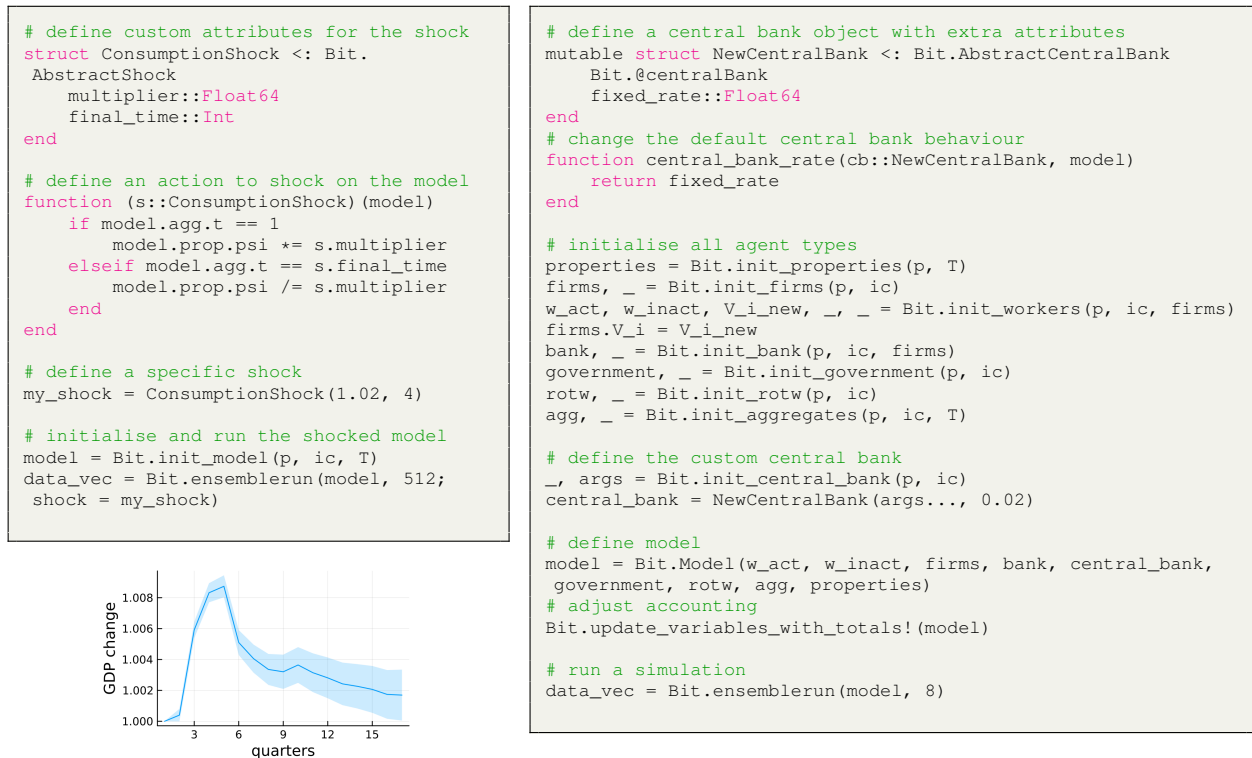 # define custom attributes for the shock
struct ConsumptionShock <: Bit.
 AbstractShock
    multiplier::Float64
    final_time::Int
end

# define an action to shock on the model
function (s::ConsumptionShock)(model)
    if model.agg.t == 1
        model.prop.psi *= s.multiplier
    elseif model.agg.t == s.final_time
        model.prop.psi /= s.multiplier
    end
end

# define a specific shock
my_shock = ConsumptionShock(1.02, 4)

# initialise and run the shocked model
model = Bit.init_model(p, ic, T)
data_vec = Bit.ensemblerun(model, 512;
 shock = my_shock)

GDP change
1.008
1.006
1.004
1.002
1.000
3 6 9 12 15
quarters

# define a central bank object with extra attributes
mutable struct NewCentralBank <: Bit.AbstractCentralBank
    Bit.@centralBank
    fixed_rate::Float64
end
# change the default central bank behaviour
function central_bank_rate(cb::NewCentralBank, model)
    return fixed_rate
end

# initialise all agent types
properties = Bit.init_properties(p, T)
firms, _ = Bit.init_firms(p, ic)
w_act, w_inact, V_i_new, _, _ = Bit.init_workers(p, ic, firms)
firms.V_i = V_i_new
bank, _ = Bit.init_bank(p, ic, firms)
government, _ = Bit.init_government(p, ic)
rotw, _ = Bit.init_rotw(p, ic)
agg, _ = Bit.init_aggregates(p, ic, T)

# define the custom central bank
_, args = Bit.init_central_bank(p, ic)
central_bank = NewCentralBank(args..., 0.02)

# define model
model = Bit.Model(w_act, w_inact, firms, bank, central_bank,
 government, rotw, agg, properties)
# adjust accounting
Bit.update_variables_with_totals!(model)

# run a simulation
data_vec = Bit.ensemblerun(model, 8)